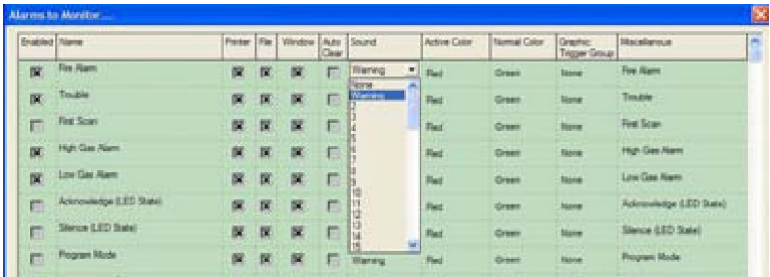 Alarms to Monitor.....
Enabled Name Printer File Window Auto Clear Sound Active Color Normal Color Graphic Trigger Group Miscellaneous
Fire Alarm Warning Red Green None Fire Alarm
None
Trouble Warning Red Green None Trouble
2
3
First Scan 4 Red Green None First Scan
5
6
High Gas Alarm 7 Red Green None High Gas Alarm
8
Low Gas Alarm 9 Red Green None Low Gas Alarm
10
Acknowledge (LED State) 11 Red Green None Acknowledge (LED State)
12
13
Silence (LED State) 14 Red Green None Silence (LED State)
15
Program Mode Warning Red Green None Program Mode